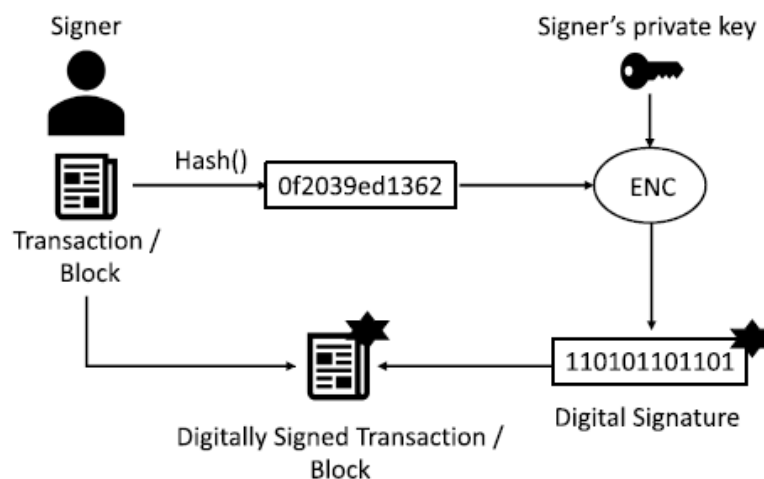 Signer
Signer's private key
Hash()
0f2039ed1362
ENC
Transaction /
Block
110101101101
Digital Signature
Digitally Signed Transaction /
Block